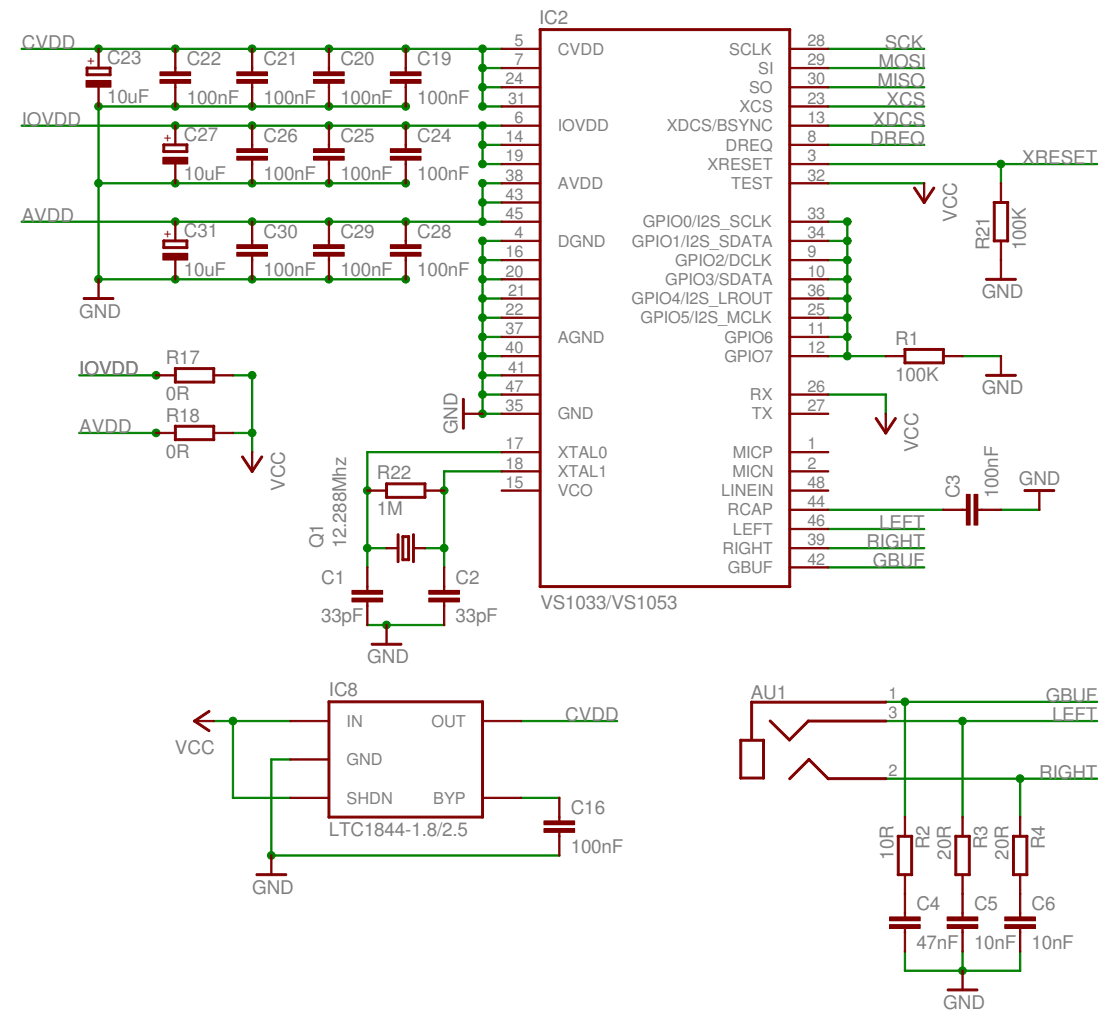 IC2
CVDD
C23
10uF
C22
100nF
C21
100nF
C20
100nF
C19
100nF
IOVDD
C27
10uF
C26
100nF
C25
100nF
C24
100nF
AVDD
C31
10uF
C30
100nF
C29
100nF
C28
100nF
GND
5 CVDD
7
24
31
6 IOVDD
14
19
38 AVDD
43
45
4 DGND
16
20
21
22
37 AGND
40
41
47
35 GND
GND
17 XTAL0
18 XTAL1
15 VCO
SCLK 28 SCK
SI 29 MOSI
SO 30 MISO
XCS 23 XCS
XDCS/BSYNC 13 XDCS
DREQ 8 DREQ
XRESET 3 XRESET
TEST 32
VCC
R21
100K
GND
GPIO0/I2S_SCLK 33
GPIO1/I2S_SDATA 34
GPIO2/DCLK 9
GPIO3/SDATA 10
GPIO4/I2S_LROUT 36
GPIO5/I2S_MCLK 25
GPIO6 11
GPIO7 12
R1
100K
GND
RX 26
TX 27
VCC
MICP 1
MICN 2
LINEIN 48
RCAP 44
LEFT 46 LEFT
RIGHT 39 RIGHT
GBUF 42 GBUF
C3
100nF
GND
VS1033/VS1053
IOVDD
R17
0R
AVDD
R18
0R
VCC
R22
1M
Q1
12.288Mhz
C1
33pF
C2
33pF
GND
IC8
VCC
IN OUT
CVDD
GND
SHDN BYP
LTC1844-1.8/2.5
C16
100nF
GND
AU1
1 GBUF
3 LEFT
2 RIGHT
10R
R2
20R
R3
20R
R4
C4
47nF
C5
10nF
C6
10nF
GND